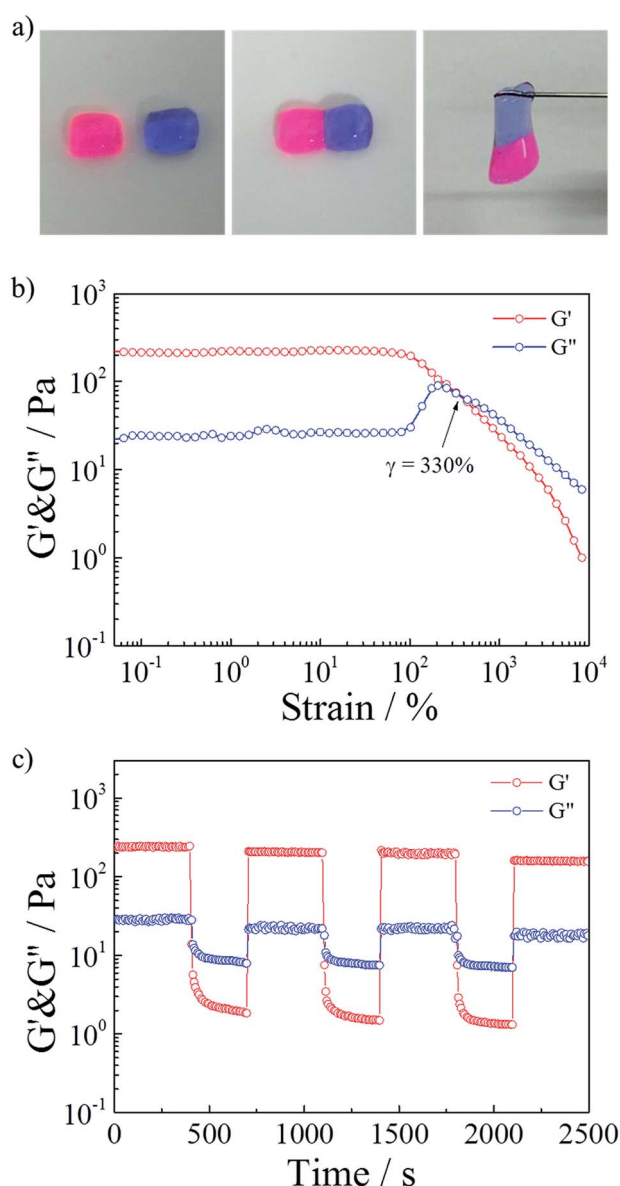 a)
b)
10³
10²
10¹
10⁰
10⁻¹
G'&G" / Pa
G'
G"
γ = 330%
10⁻¹ 10⁰ 10¹ 10² 10³ 10⁴
Strain / %
c)
10³
10²
10¹
10⁰
10⁻¹
G'&G" / Pa
G'
G"
0 500 1000 1500 2000 2500
Time / s